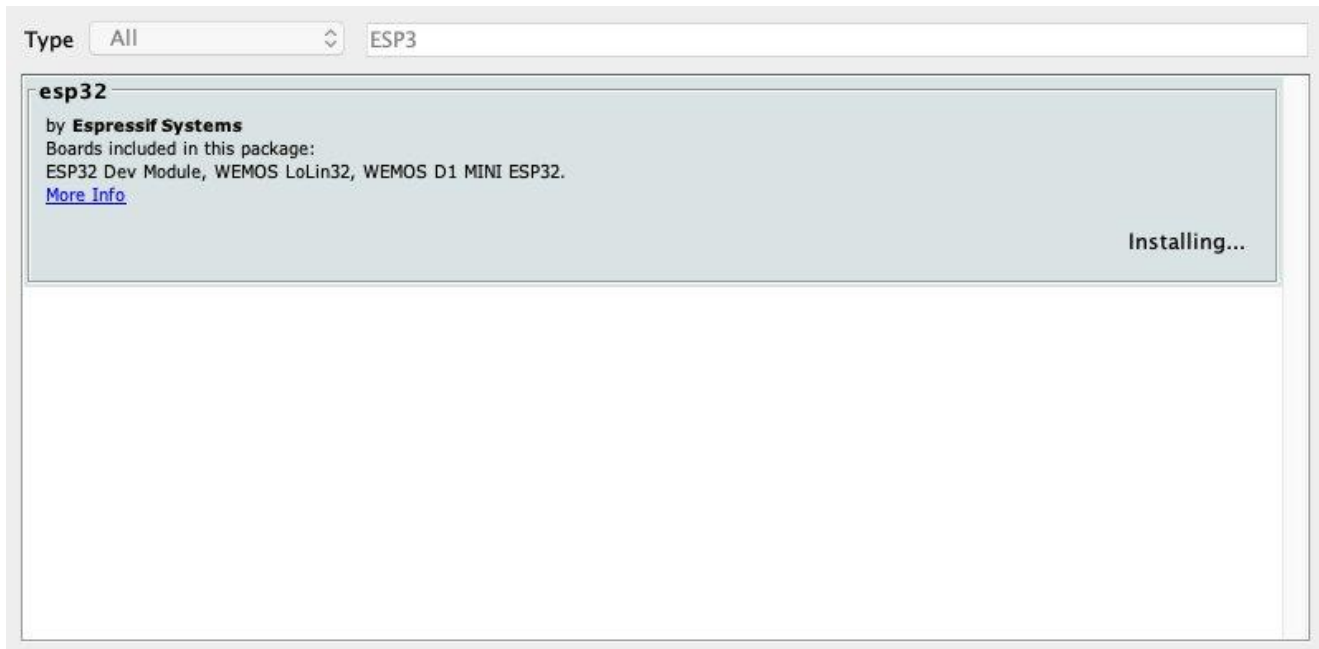 Type All ESP3
esp32
by Espressif Systems
Boards included in this package:
ESP32 Dev Module, WEMOS LoLin32, WEMOS D1 MINI ESP32.
More Info
Installing...